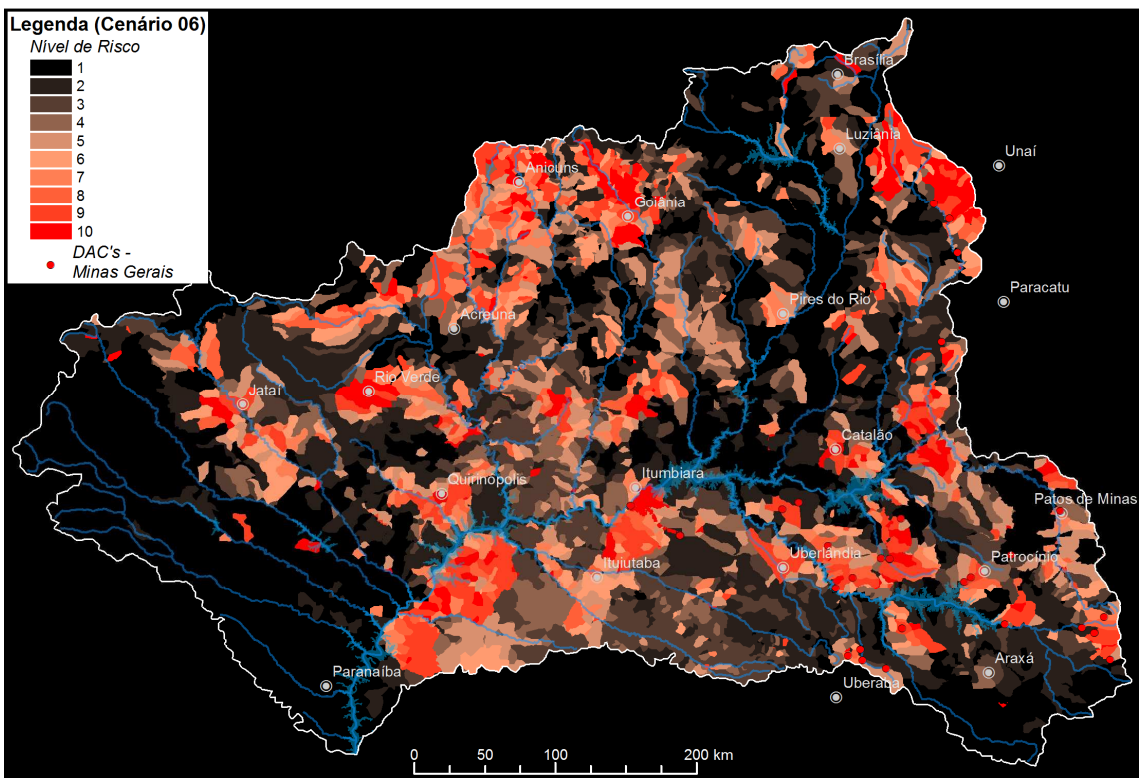 Legenda (Cenário 06)
Nível de Risco
1
2
3
4
5
6
7
8
9
10
DAC's -
Minas Gerais
Brasília
Luziânia
Unaí
Anicuns
Goiânia
Paracatu
Pires do Rio
Acreúna
Rio Verde
Jataí
Catalão
Itumbiara
Quirinópolis
Patos de Minas
Uberlândia
Patrocínio
Ituiutaba
Araxá
Paranaíba
Uberaba
0 50 100 200 km